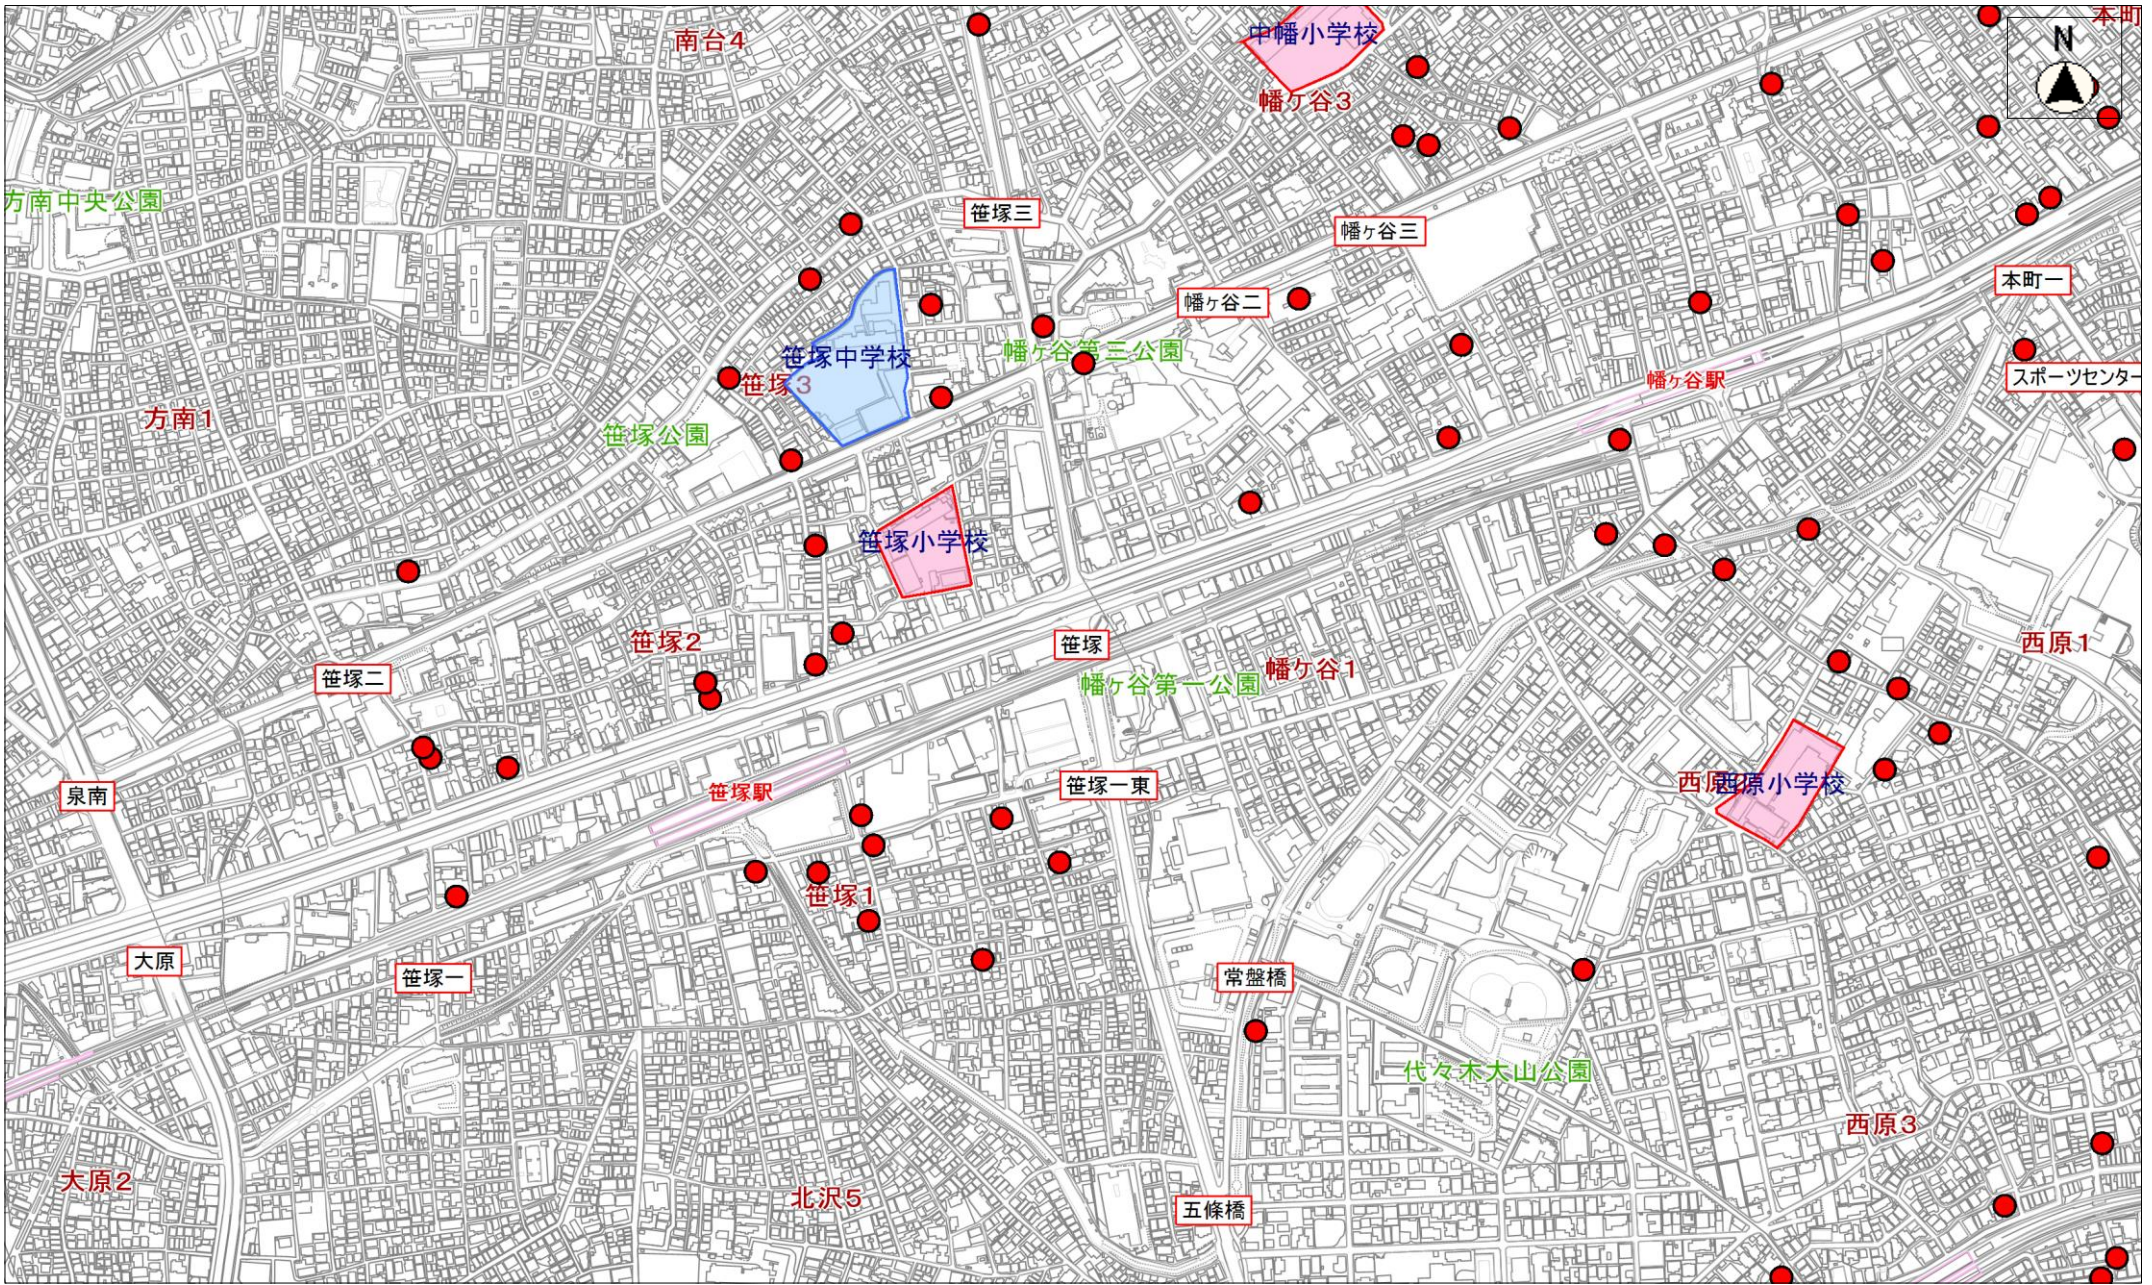 南台4
中幡小学校
本町
N
幡ケ谷3
方南中央公園
笹塚三
幡ヶ谷三
本町一
幡ヶ谷二
笹塚中学校
幡ヶ谷第三公園
笹塚3
幡ヶ谷駅
スポーツセンター
方南1
笹塚公園
笹塚小学校
笹塚2
笹塚
西原1
幡ケ谷1
笹塚二
幡ヶ谷第一公園
笹塚駅
笹塚一東
西原小学校
泉南
笹塚1
大原
笹塚一
常盤橋
代々木大山公園
西原3
大原2
北沢5
五條橋